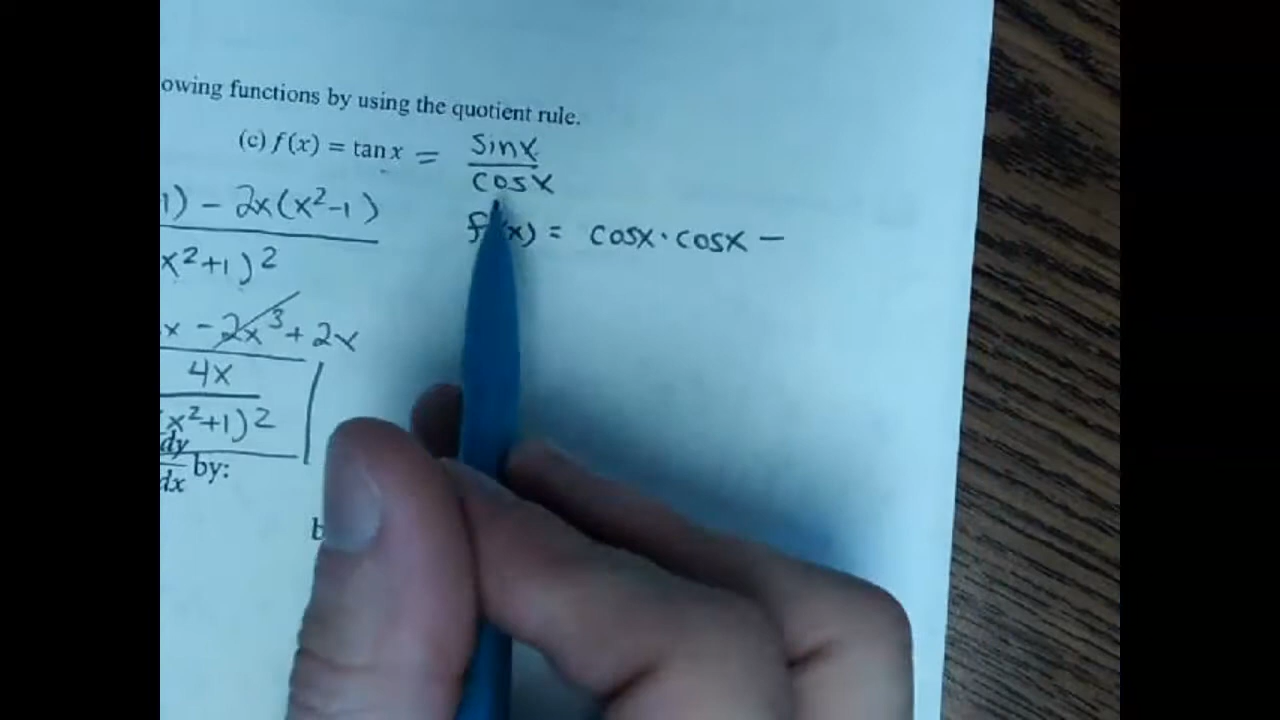 owing functions by using the quotient rule.
(c) f(x) = tan x = sinx / cosx
1) - 2x(x²-1)
x²+1)²
f'(x) = cosx · cosx -
x - 2x³ + 2x
4x
x²+1)²
dy
dx by:
b